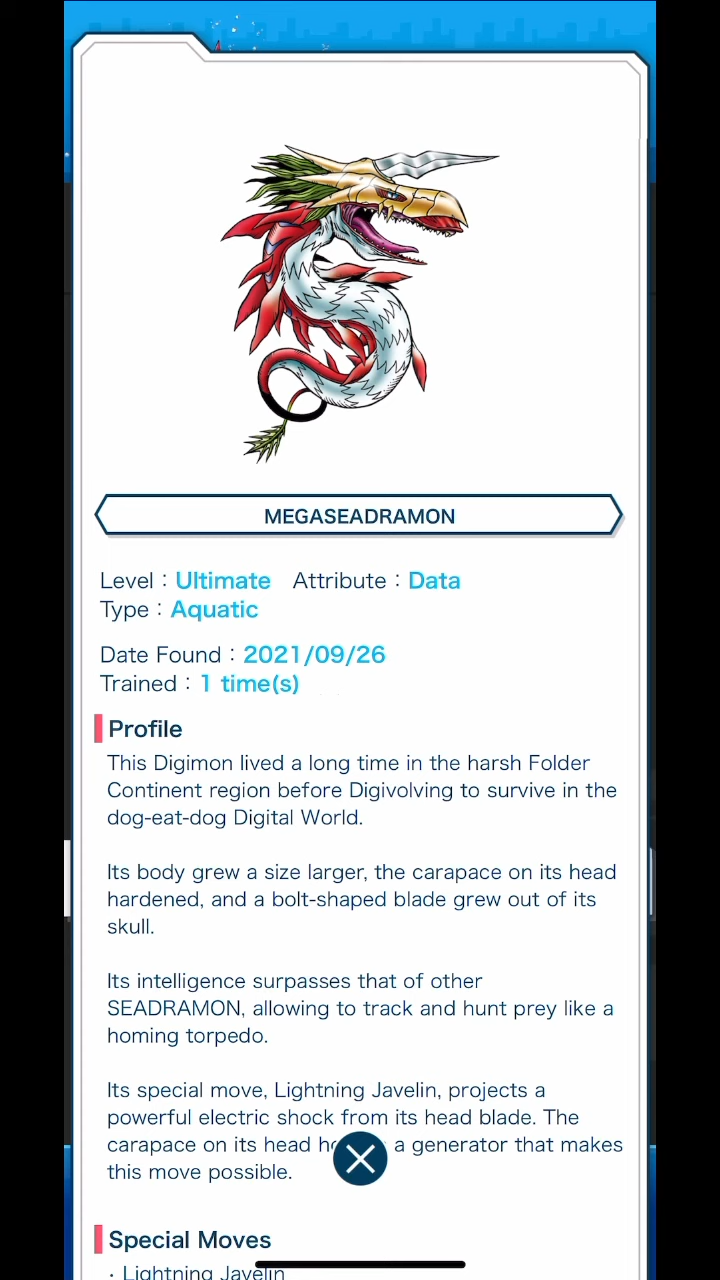 MEGASEADRAMON
Level : Ultimate Attribute : Data
Type : Aquatic
Date Found : 2021/09/26
Trained : 1 time(s)
Profile
This Digimon lived a long time in the harsh Folder
Continent region before Digivolving to survive in the
dog-eat-dog Digital World.
Its body grew a size larger, the carapace on its head
hardened, and a bolt-shaped blade grew out of its
skull.
Its intelligence surpasses that of other
SEADRAMON, allowing to track and hunt prey like a
homing torpedo.
Its special move, Lightning Javelin, projects a
powerful electric shock from its head blade. The
carapace on its head a generator that makes
this move possible.
Special Moves
· Lightning Javelin